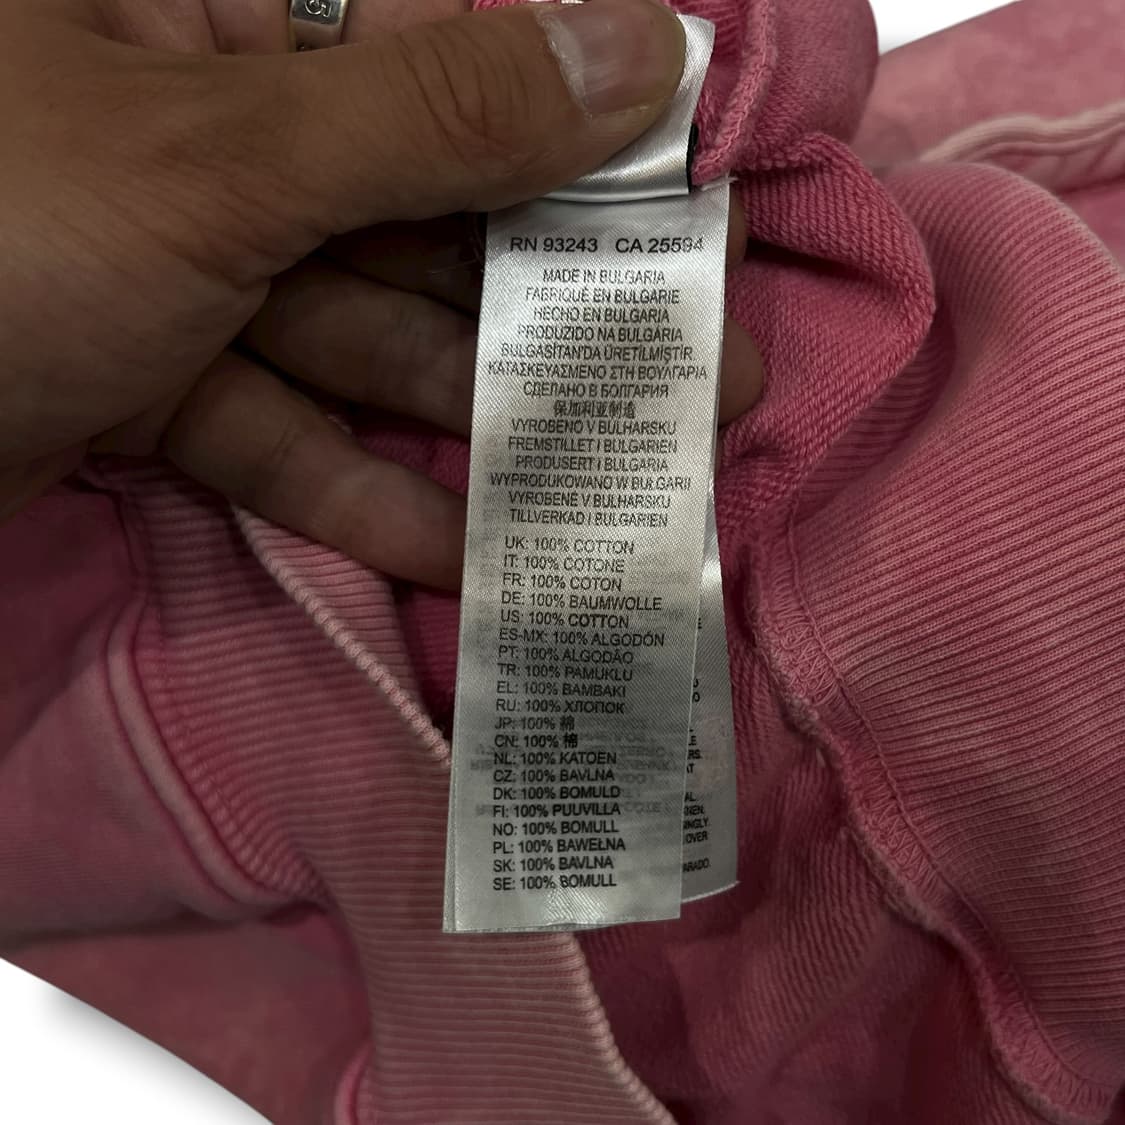 RN 93243 CA 25594
MADE IN BULGARIA
FABRIQUÉ EN BULGARIE
HECHO EN BULGARIA
PRODUZIDO NA BULGÁRIA
BULGASİTAN'DA ÜRETİLMİŞTİR
ΚΑΤΑΣΚΕΥΑΣΜΕΝΟ ΣΤΗ ΒΟΥΛΓΑΡΙΑ
СДЕЛАНО В БОЛГАРИЯ
保加利亚制造
VYROBENO V BULHARSKU
FREMSTILLET I BULGARIEN
PRODUSERT I BULGARIA
WYPRODUKOWANO W BUŁGARII
VYROBENÉ V BULHARSKU
TILLVERKAD I BULGARIEN
UK: 100% COTTON
IT: 100% COTONE
FR: 100% COTON
DE: 100% BAUMWOLLE
US: 100% COTTON
ES-MX: 100% ALGODÓN
PT: 100% ALGODÃO
TR: 100% PAMUKLU
EL: 100% ΒΑΜΒΑΚΙ
RU: 100% ХЛОПОК
JP: 100% 綿
CN: 100% 棉
NL: 100% KATOEN
CZ: 100% BAVLNA
DK: 100% BOMULD
FI: 100% PUUVILLA
NO: 100% BOMULL
PL: 100% BAWEŁNA
SK: 100% BAVLNA
SE: 100% BOMULL
OVER